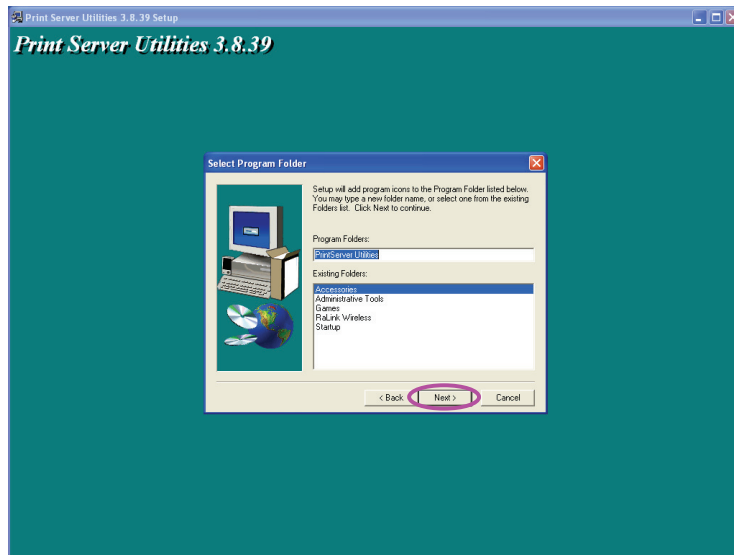 Print Server Utilities 3.8.39 Setup
Print Server Utilities 3.8.39
Select Program Folder
Setup will add program icons to the Program Folder listed below.
You may type a new folder name, or select one from the existing
Folders list. Click Next to continue.
Program Folders:
PrintServer Utilities
Existing Folders:
Accessories
Administrative Tools
Games
RaLink Wireless
Startup
< Back
Next >
Cancel